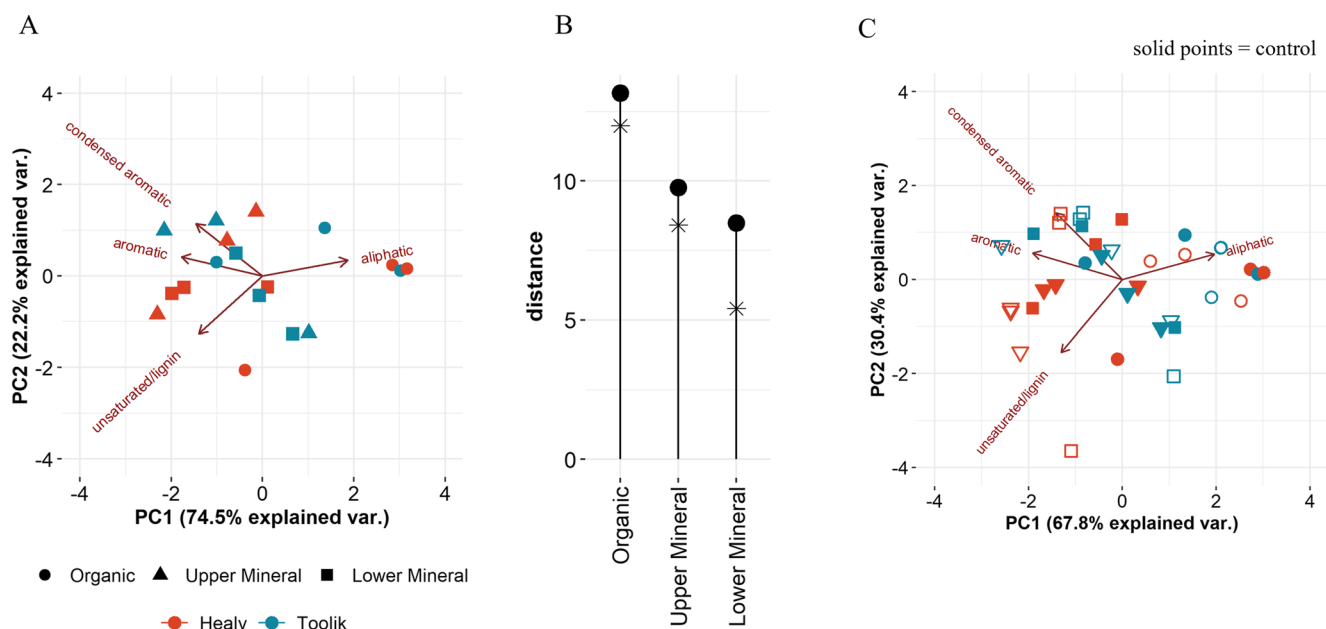 A
B
C
solid points = control
4
2
0
-2
-4
PC2 (22.2% explained var.)
condensed aromatic
aromatic
aliphatic
unsaturated/lignin
-4
-2
0
2
4
PC1 (74.5% explained var.)
Organic
Upper Mineral
Lower Mineral
Healy
Toolik
distance
10
5
0
Organic
Upper Mineral
Lower Mineral
4
2
0
-2
-4
PC2 (30.4% explained var.)
condensed aromatic
aromatic
aliphatic
unsaturated/lignin
-4
-2
0
2
4
PC1 (67.8% explained var.)